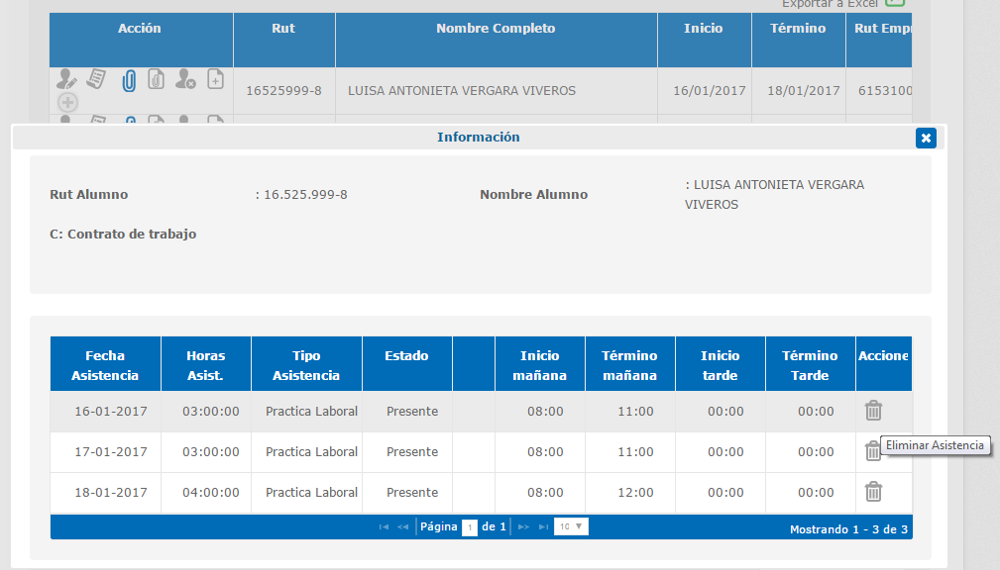 Exportar a Excel
Acción Rut Nombre Completo Inicio Término Rut Emp
16525999-8 LUISA ANTONIETA VERGARA VIVEROS 16/01/2017 18/01/2017 6153100
Información
Rut Alumno : 16.525.999-8 Nombre Alumno : LUISA ANTONIETA VERGARA
VIVEROS
C: Contrato de trabajo
Fecha Horas Tipo Estado Inicio Término Inicio Término Accione
Asistencia Asist. Asistencia mañana mañana tarde Tarde
16-01-2017 03:00:00 Practica Laboral Presente 08:00 11:00 00:00 00:00
17-01-2017 03:00:00 Practica Laboral Presente 08:00 11:00 00:00 00:00
Eliminar Asistencia
18-01-2017 04:00:00 Practica Laboral Presente 08:00 12:00 00:00 00:00
Página 1 de 1 10 Mostrando 1 - 3 de 3